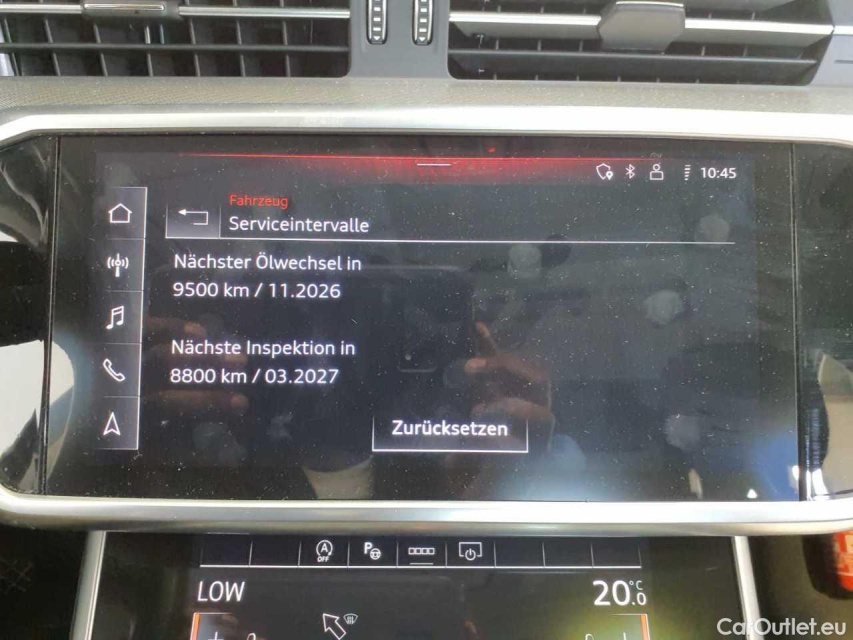 10:45
Fahrzeug
Serviceintervalle
Nächster Ölwechsel in
9500 km / 11.2026
Nächste Inspektion in
8800 km / 03.2027
Zurücksetzen
A
OFF
P
LOW
20.0 °C
CarOutlet.eu